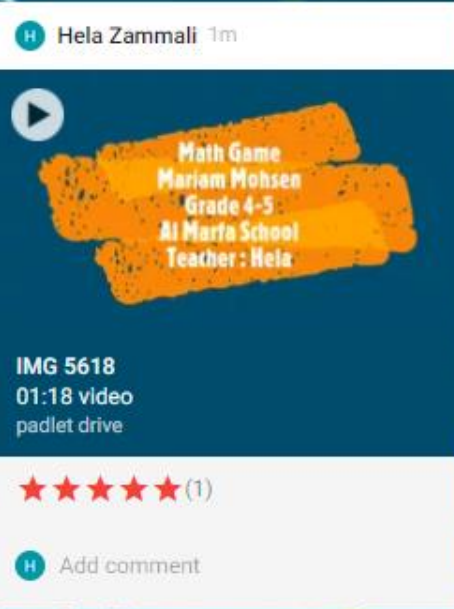 H Hela Zammali 1m
Math Game
Mariam Mohsen
Grade 4-5
Al Marfa School
Teacher : Hela
IMG 5618
01:18 video
padlet drive
(1)
H Add comment